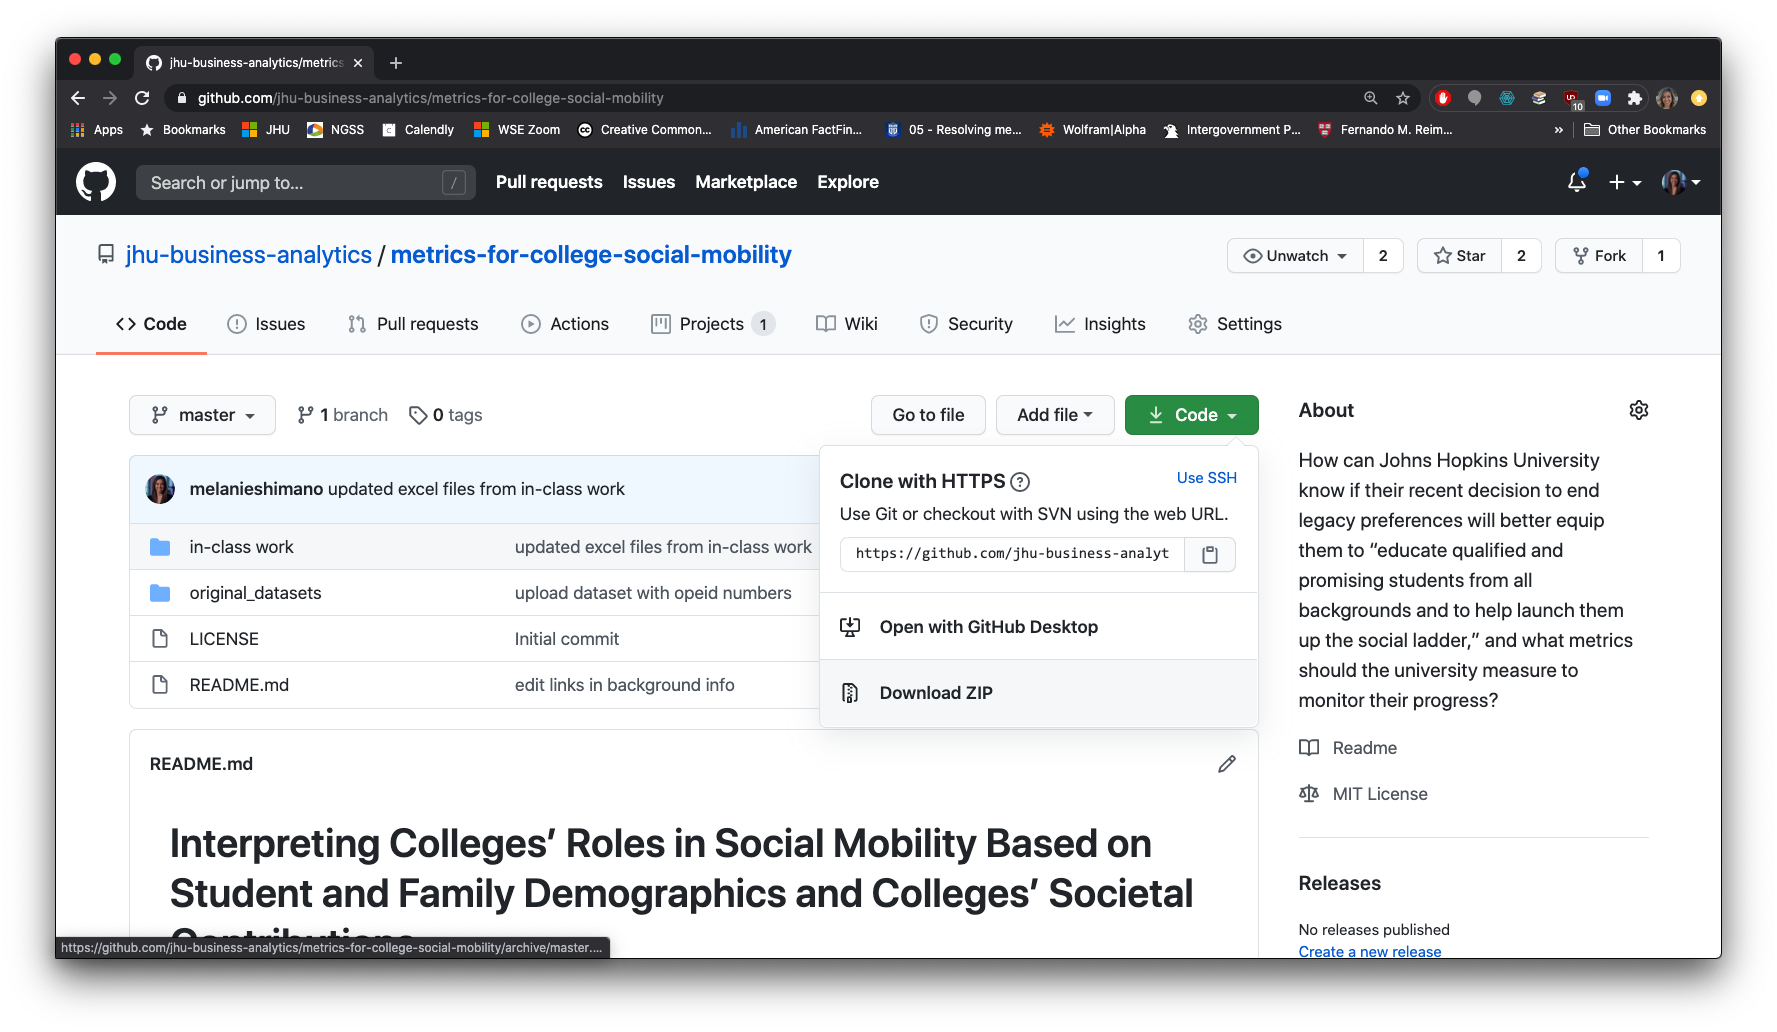 jhu-business-analytics/metrics
github.com/jhu-business-analytics/metrics-for-college-social-mobility
10
Apps Bookmarks JHU NGSS Calendly WSE Zoom Creative Common... American FactFin... 05 - Resolving me... Wolfram|Alpha Intergovernment P... Fernando M. Reim... » Other Bookmarks
Search or jump to... / Pull requests Issues Marketplace Explore
jhu-business-analytics / metrics-for-college-social-mobility
Unwatch 2 Star 2 Fork 1
Code Issues Pull requests Actions Projects 1 Wiki Security Insights Settings
master 1 branch 0 tags Go to file Add file Code
melanieshimano updated excel files from in-class work
in-class work updated excel files from in-class work
original_datasets upload dataset with opeid numbers
LICENSE Initial commit
README.md edit links in background info
Clone with HTTPS ? Use SSH
Use Git or checkout with SVN using the web URL.
https://github.com/jhu-business-analyt
Open with GitHub Desktop
Download ZIP
README.md
Interpreting Colleges’ Roles in Social Mobility Based on
Student and Family Demographics and Colleges’ Societal
Contributions
About
How can Johns Hopkins University
know if their recent decision to end
legacy preferences will better equip
them to “educate qualified and
promising students from all
backgrounds and to help launch them
up the social ladder,” and what metrics
should the university measure to
monitor their progress?
Readme
MIT License
Releases
No releases published
Create a new release
https://github.com/jhu-business-analytics/metrics-for-college-social-mobility/archive/master....